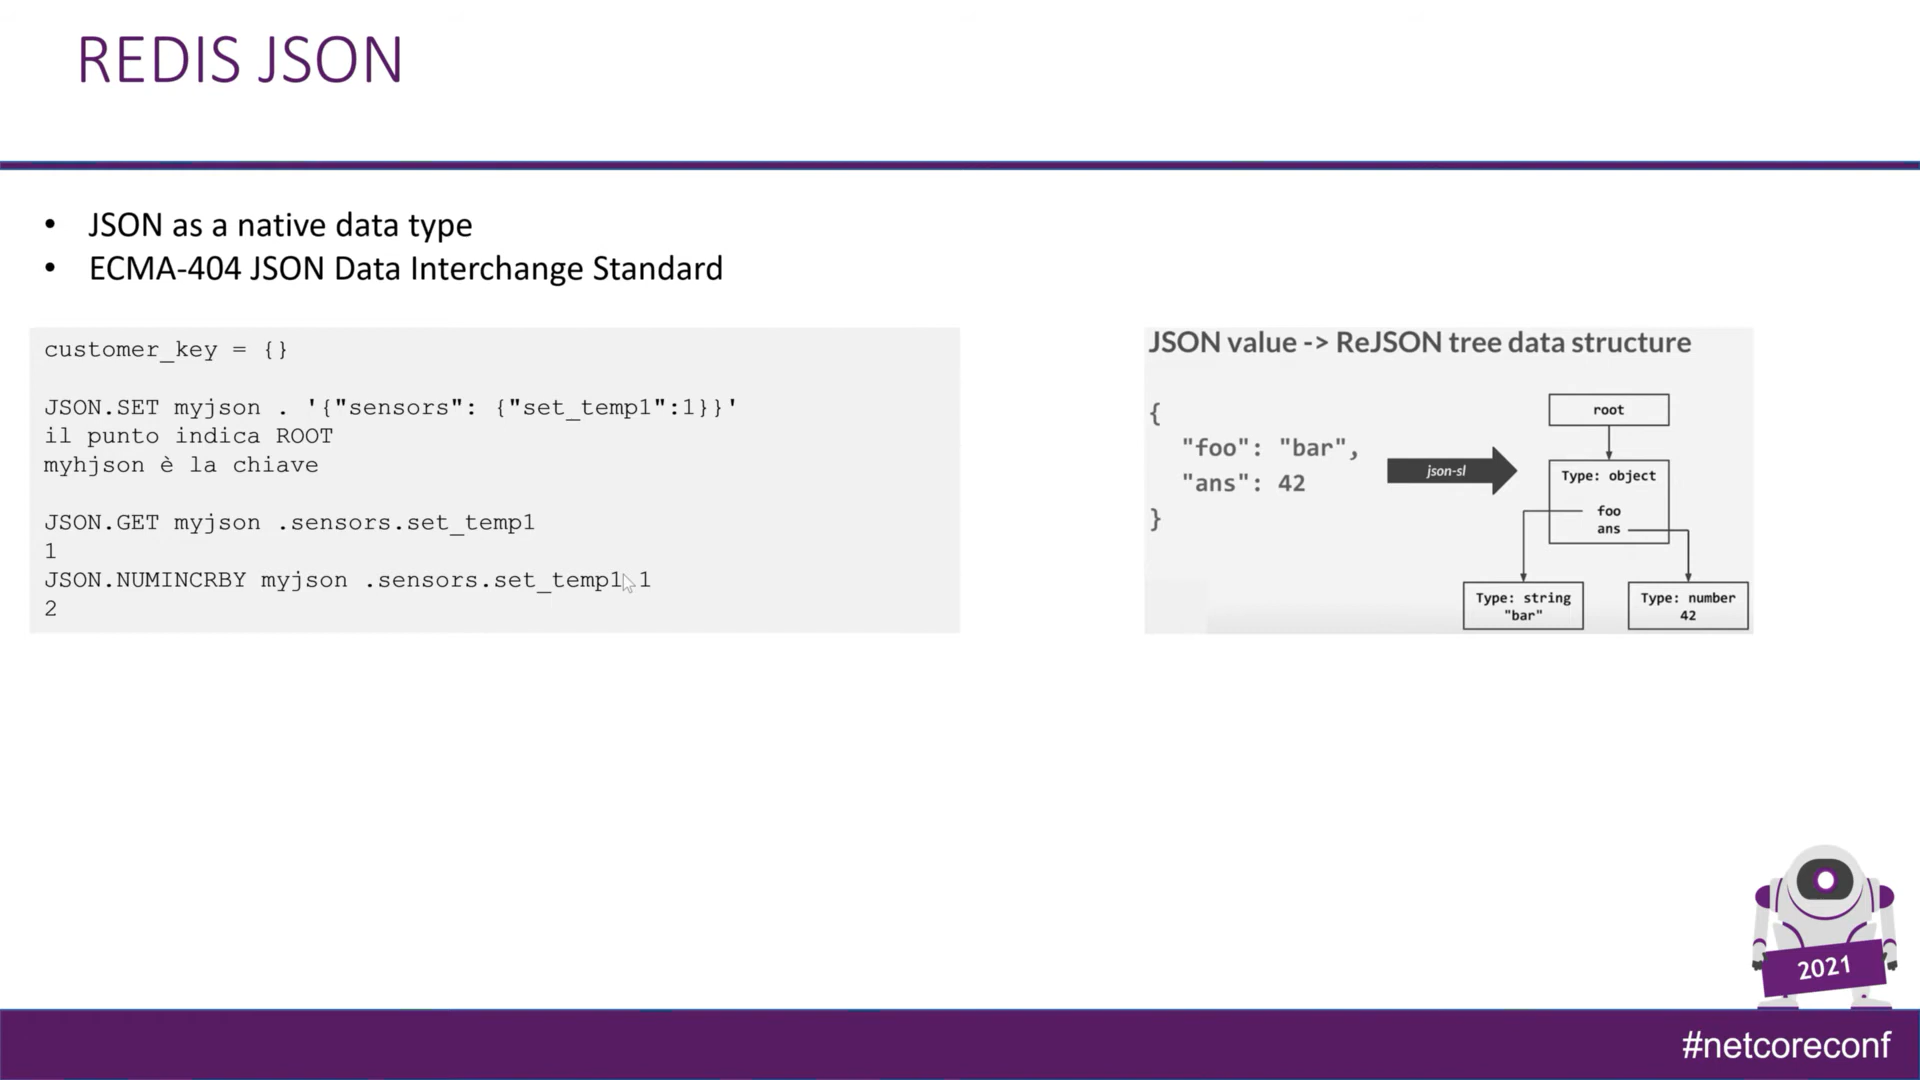 REDIS JSON
• JSON as a native data type
• ECMA-404 JSON Data Interchange Standard
customer_key = {}
JSON.SET myjson . '{"sensors": {"set_temp1":1}}'
il punto indica ROOT
myhjson è la chiave
JSON.GET myjson .sensors.set_temp1
1
JSON.NUMINCRBY myjson .sensors.set_temp1 1
2
JSON value -> ReJSON tree data structure
{
"foo": "bar",
"ans": 42
}
json-sl
root
Type: object
foo
ans
Type: string
"bar"
Type: number
42
2021
#netcoreconf